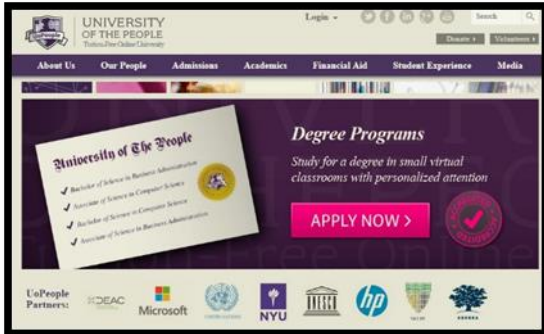 UNIVERSITY
OF THE PEOPLE
Tuition-Free Online University
UoPeople
Login
Search
Donate
Volunteers
About Us Our People Admissions Academics Financial Aid Student Experience Media
University of The People
✓ Bachelor of Science in Business Administration
✓ Associate of Science in Computer Science
✓ Bachelor of Science in Computer Science
✓ Associate of Science in Business Administration
Degree Programs
Study for a degree in small virtual
classrooms with personalized attention
APPLY NOW >
UoPeople
Partners:
DEAC
Microsoft
NYU
UNESCO
hp